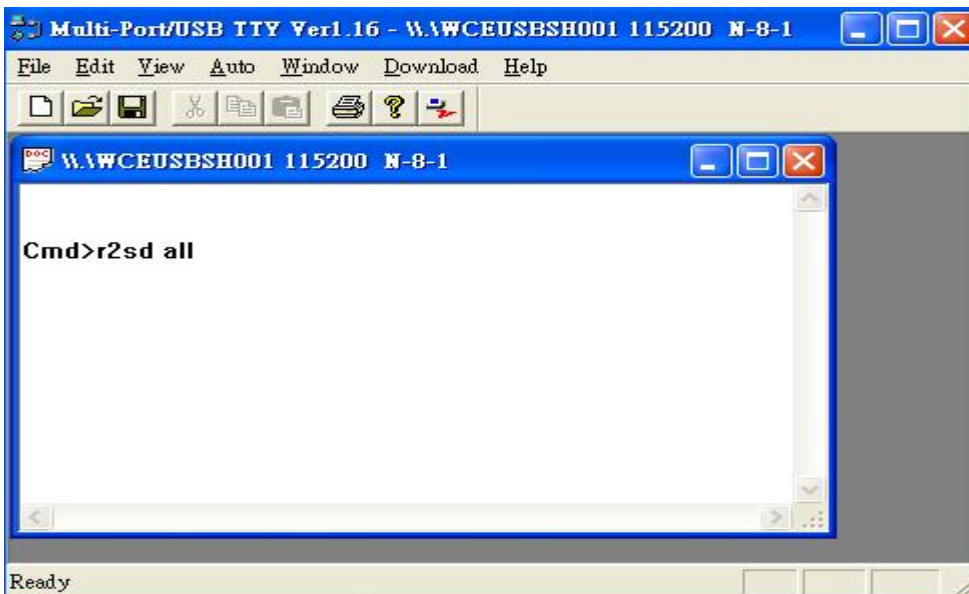 Multi-Port/USB TTY Ver1.16 - \\.\WCEUSBSH001 115200 N-8-1
File Edit View Auto Window Download Help
\\.\WCEUSBSH001 115200 N-8-1
Cmd>r2sd all
Ready